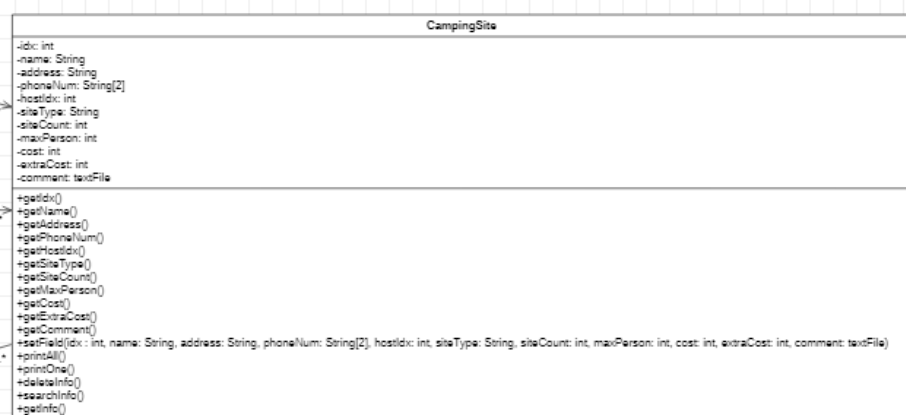 CampingSite
-idx: int
-name: String
-address: String
-phoneNum: String[2]
-hostIdx: int
-siteType: String
-siteCount: int
-maxPerson: int
-cost: int
-extraCost: int
-comment: textFile
+getIdx()
+getName()
+getAddress()
+getPhoneNum()
+getHostIdx()
+getSiteType()
+getSiteCount()
+getMaxPerson()
+getCost()
+getExtraCost()
+getComment()
+setField(idx : int, name: String, address: String, phoneNum: String[2], hostIdx: int, siteType: String, siteCount: int, maxPerson: int, cost: int, extraCost: int, comment: textFile)
+printAll()
+printOne()
+deleteInfo()
+searchInfo()
+getInfo()